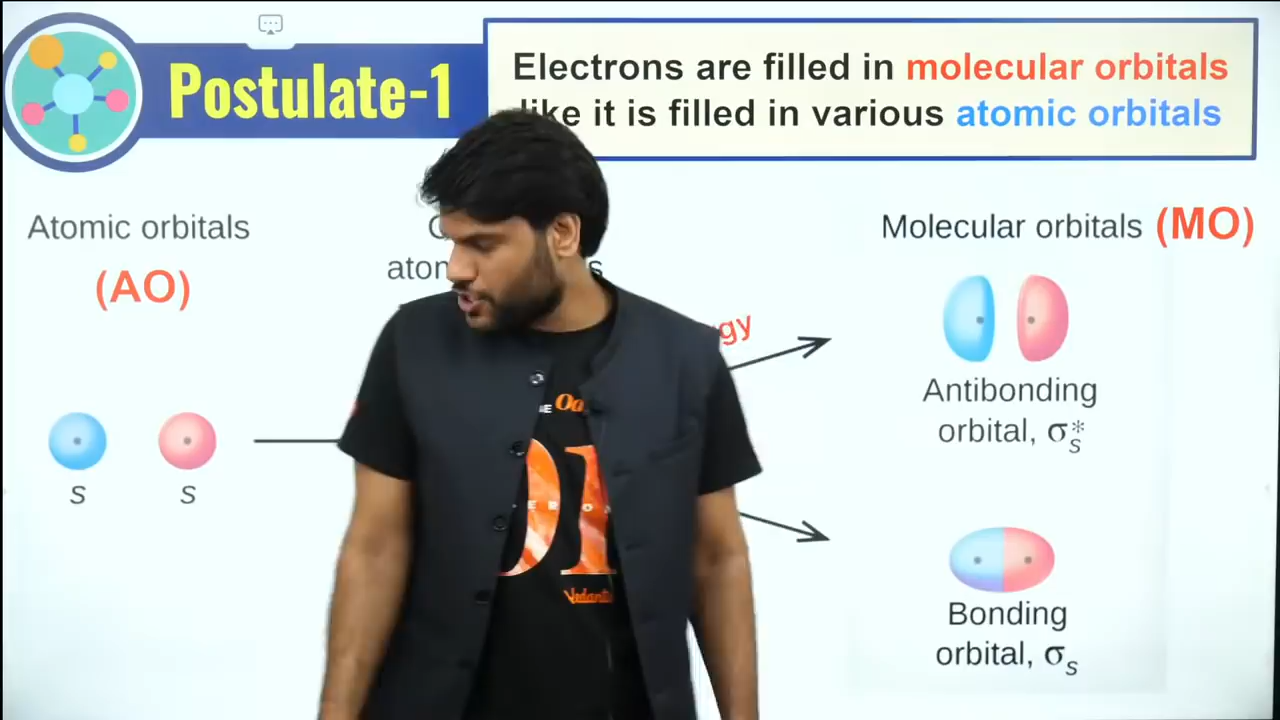 Postulate-1
Electrons are filled in molecular orbitals
like it is filled in various atomic orbitals
Atomic orbitals
(AO)
Molecular orbitals (MO)
Antibonding
orbital, σ*s
s s
Bonding
orbital, σs
Vedantu